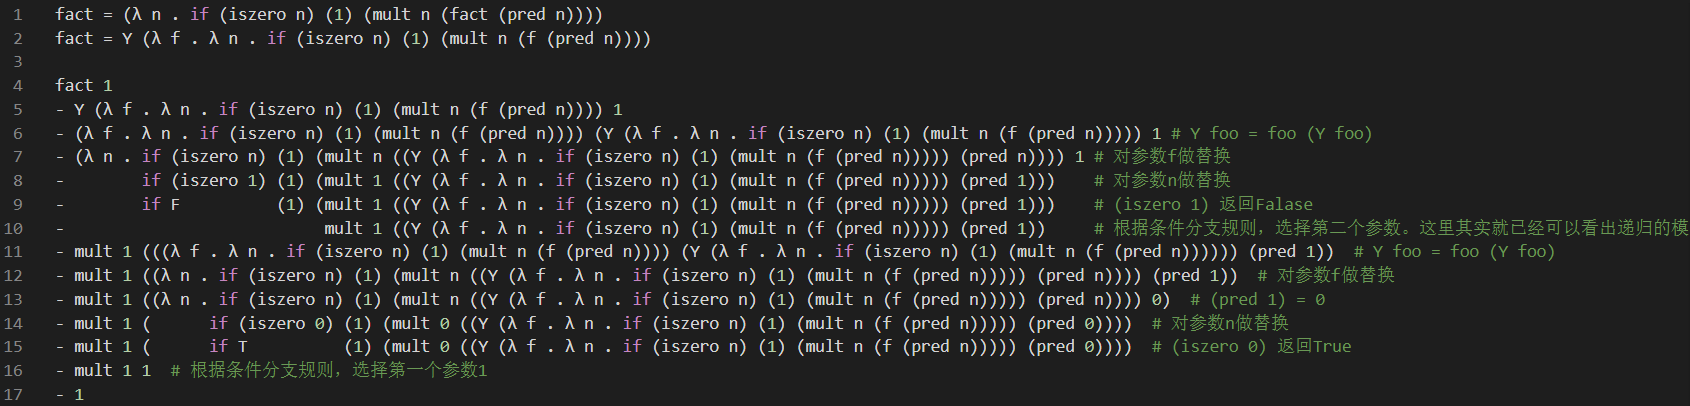 1 fact = (λ n . if (iszero n) (1) (mult n (fact (pred n))))
2 fact = Y (λ f . λ n . if (iszero n) (1) (mult n (f (pred n))))
3
4 fact 1
5 - Y (λ f . λ n . if (iszero n) (1) (mult n (f (pred n)))) 1
6 - (λ f . λ n . if (iszero n) (1) (mult n (f (pred n)))) (Y (λ f . λ n . if (iszero n) (1) (mult n (f (pred n))))) 1 # Y foo = foo (Y foo)
7 - (λ n . if (iszero n) (1) (mult n ((Y (λ f . λ n . if (iszero n) (1) (mult n (f (pred n))))) (pred n)))) 1 # 对参数f做替换
8 - if (iszero 1) (1) (mult 1 ((Y (λ f . λ n . if (iszero n) (1) (mult n (f (pred n))))) (pred 1))) # 对参数n做替换
9 - if F (1) (mult 1 ((Y (λ f . λ n . if (iszero n) (1) (mult n (f (pred n))))) (pred 1))) # (iszero 1) 返回Falase
10 - mult 1 ((Y (λ f . λ n . if (iszero n) (1) (mult n (f (pred n))))) (pred 1)) # 根据条件分支规则，选择第二个参数。这里其实就已经可以看出递归的模
11 - mult 1 (((λ f . λ n . if (iszero n) (1) (mult n (f (pred n)))) (Y (λ f . λ n . if (iszero n) (1) (mult n (f (pred n)))))) (pred 1)) # Y foo = foo (Y foo)
12 - mult 1 ((λ n . if (iszero n) (1) (mult n ((Y (λ f . λ n . if (iszero n) (1) (mult n (f (pred n))))) (pred n)))) (pred 1)) # 对参数f做替换
13 - mult 1 ((λ n . if (iszero n) (1) (mult n ((Y (λ f . λ n . if (iszero n) (1) (mult n (f (pred n))))) (pred n)))) 0) # (pred 1) = 0
14 - mult 1 ( if (iszero 0) (1) (mult 0 ((Y (λ f . λ n . if (iszero n) (1) (mult n (f (pred n))))) (pred 0)))) # 对参数n做替换
15 - mult 1 ( if T (1) (mult 0 ((Y (λ f . λ n . if (iszero n) (1) (mult n (f (pred n))))) (pred 0)))) # (iszero 0) 返回True
16 - mult 1 1 # 根据条件分支规则，选择第一个参数1
17 - 1